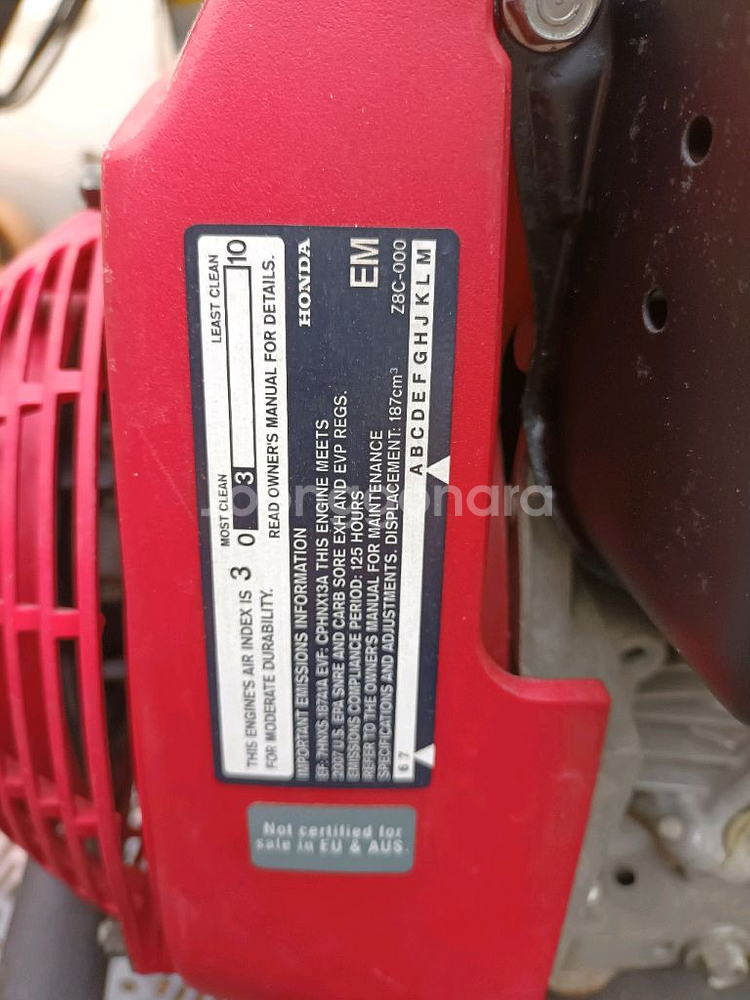 THIS ENGINE'S AIR INDEX IS 3
MOST CLEAN LEAST CLEAN
0 3 10
FOR MODERATE DURABILITY. READ OWNER'S MANUAL FOR DETAILS.
IMPORTANT EMISSIONS INFORMATION HONDA
EF: 7HNXS.187A1A EVF: CPHNX13A THIS ENGINE MEETS
2007 U.S. EPA SNRE AND CARB SORE EXH AND EVP REGS.
EMISSIONS COMPLIANCE PERIOD: 125 HOURS EM
REFER TO THE OWNERS MANUAL FOR MAINTENANCE
SPECIFICATIONS AND ADJUSTMENTS. DISPLACEMENT: 187cm³ Z8C-000
6 7 A B C D E F G H J K L M
Not certified for
sale in EU & AUS.
Joongonara